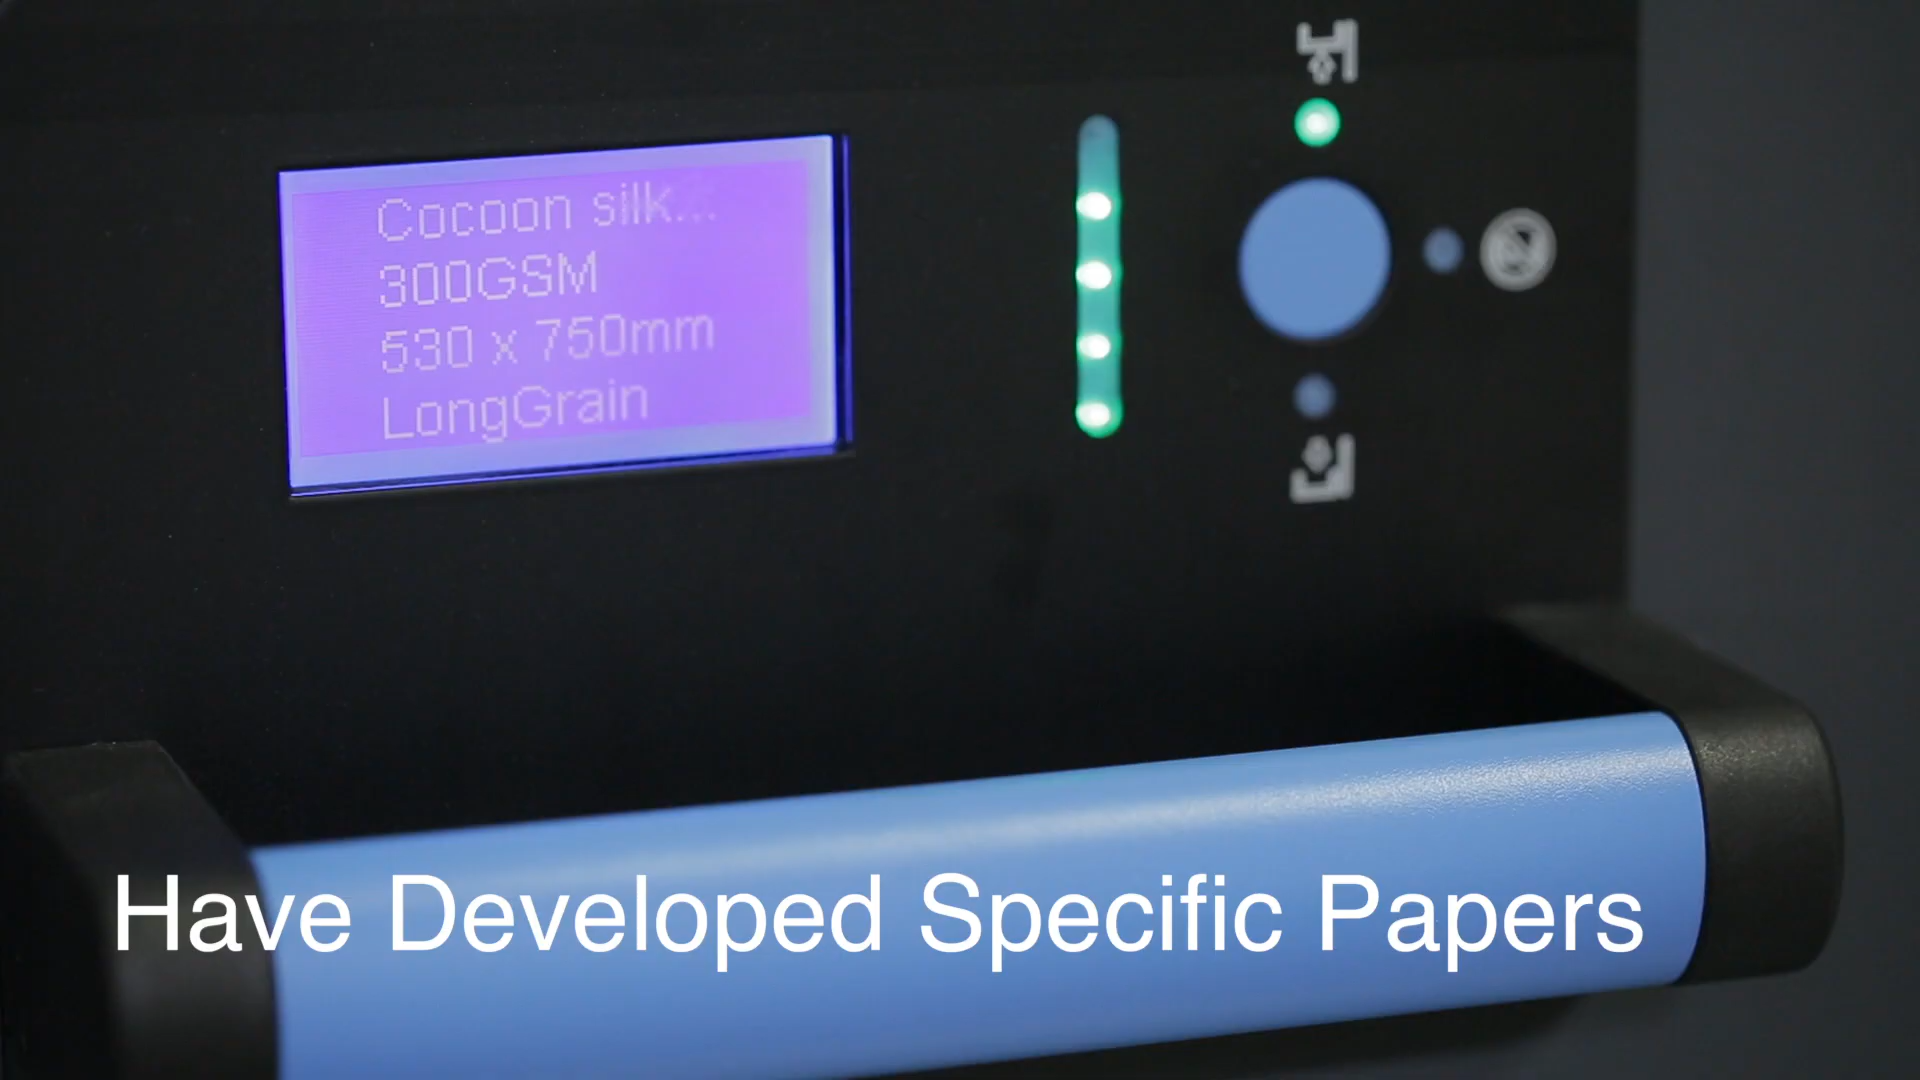 Cocoon silk...
300GSM
530 x 750mm
LongGrain
Have Developed Specific Papers